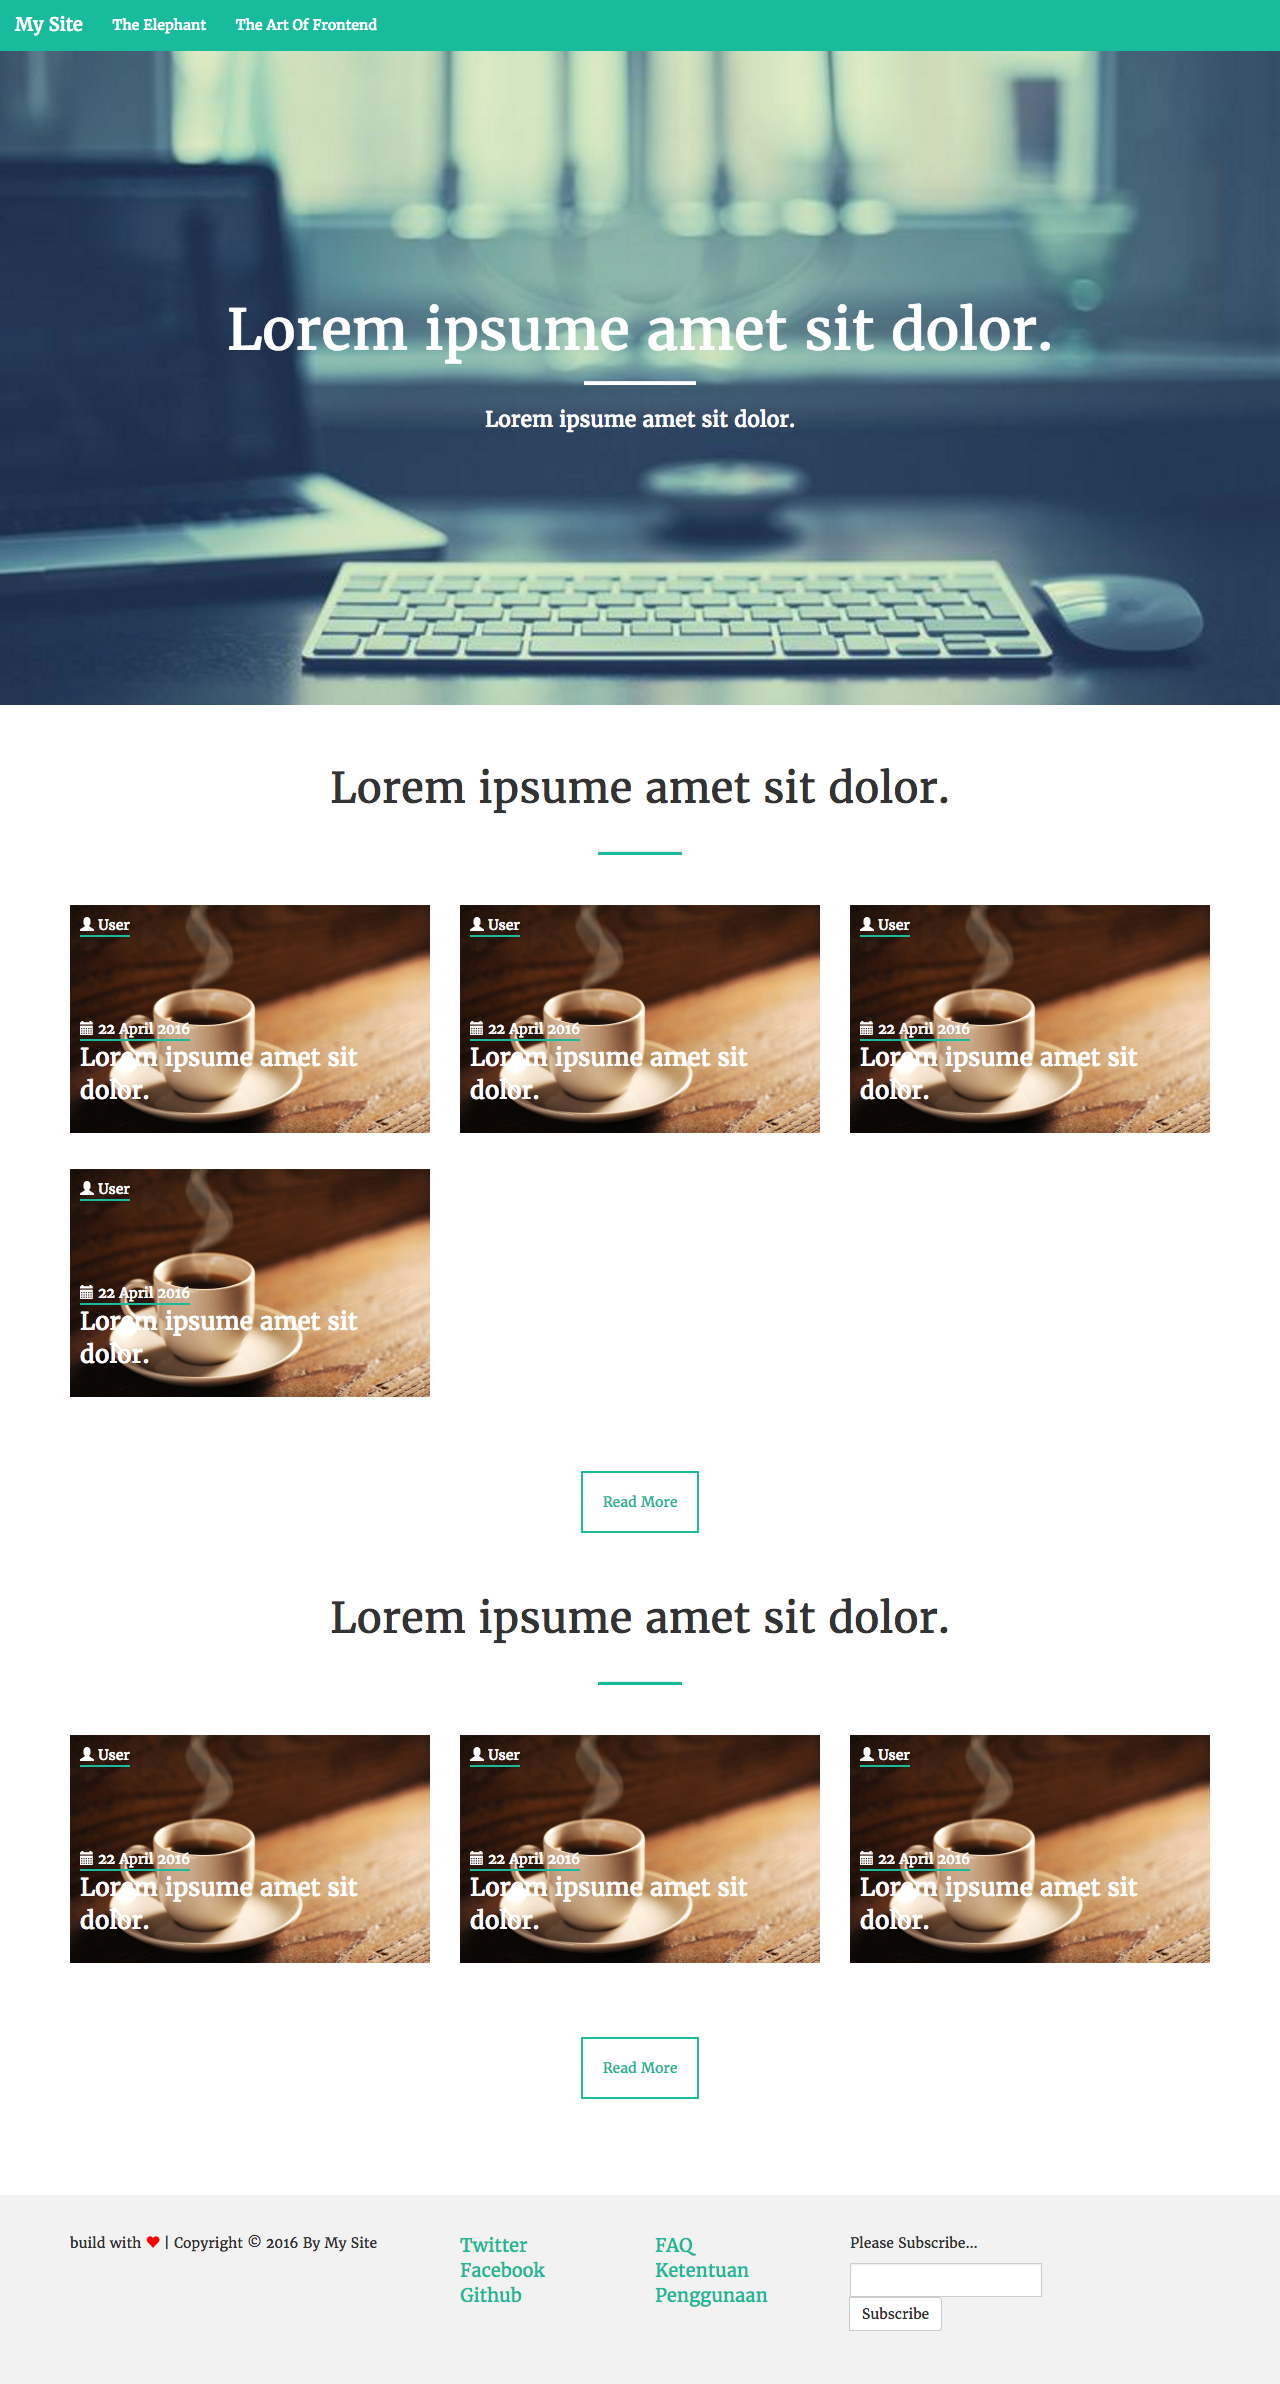 My Site The Elephant The Art Of Frontend
Lorem ipsume amet sit dolor.
Lorem ipsume amet sit dolor.
Lorem ipsume amet sit dolor.
User
22 April 2016
Lorem ipsume amet sit
dolor.
User
22 April 2016
Lorem ipsume amet sit
dolor.
User
22 April 2016
Lorem ipsume amet sit
dolor.
User
22 April 2016
Lorem ipsume amet sit
dolor.
Read More
Lorem ipsume amet sit dolor.
User
22 April 2016
Lorem ipsume amet sit
dolor.
User
22 April 2016
Lorem ipsume amet sit
dolor.
User
22 April 2016
Lorem ipsume amet sit
dolor.
Read More
build with ♥ | Copyright © 2016 By My Site
Twitter
Facebook
Github
FAQ
Ketentuan
Penggunaan
Please Subscribe...
Subscribe